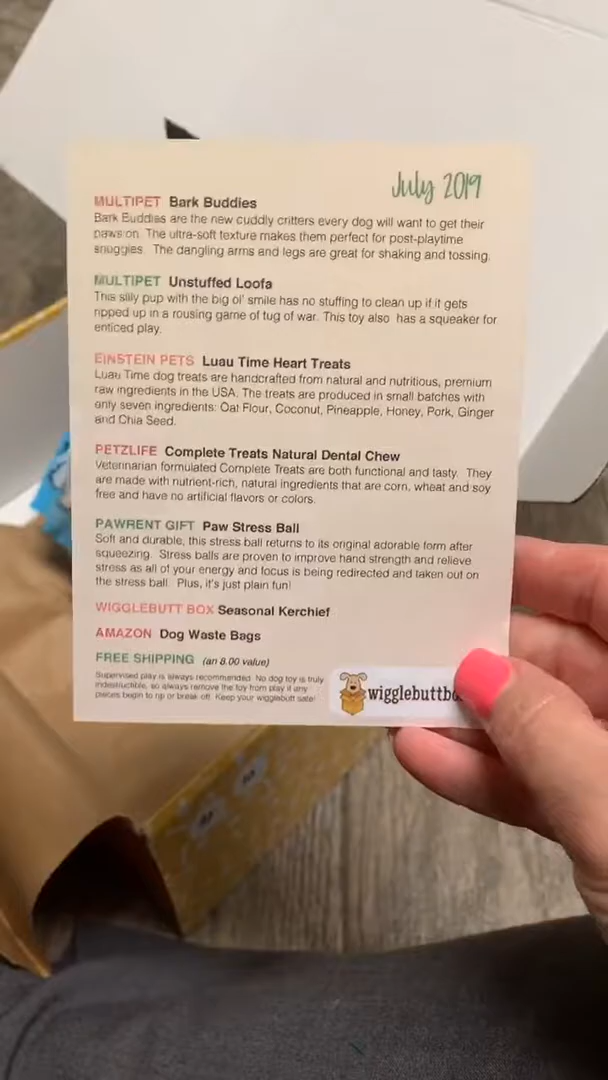 July 2019
MULTIPET Bark Buddies
Bark Buddies are the new cuddly critters every dog will want to get their
paws on. The ultra-soft texture makes them perfect for post-playtime
snuggles. The dangling arms and legs are great for shaking and tossing.
MULTIPET Unstuffed Loofa
This silly pup with the big ol' smile has no stuffing to clean up if it gets
ripped up in a rousing game of tug of war. This toy also has a squeaker for
enticed play.
EINSTEIN PETS Luau Time Heart Treats
Luau Time dog treats are handcrafted from natural and nutritious, premium
raw ingredients in the USA. The treats are produced in small batches with
only seven ingredients: Oat Flour, Coconut, Pineapple, Honey, Pork, Ginger
and Chia Seed.
PETZLIFE Complete Treats Natural Dental Chew
Veterinarian formulated Complete Treats are both functional and tasty. They
are made with nutrient-rich, natural ingredients that are corn, wheat and soy
free and have no artificial flavors or colors.
PAWRENT GIFT Paw Stress Ball
Soft and durable, this stress ball returns to its original adorable form after
squeezing. Stress balls are proven to improve hand strength and relieve
stress as all of your energy and focus is being redirected and taken out on
the stress ball. Plus, it's just plain fun!
WIGGLEBUTT BOX Seasonal Kerchief
AMAZON Dog Waste Bags
FREE SHIPPING (an 8.00 value)
Supervised play is always recommended. No dog toy is truly
indestructible, so always remove the toy from play if any
pieces begin to rip or break off. Keep your wigglebutt safe!
wigglebuttb